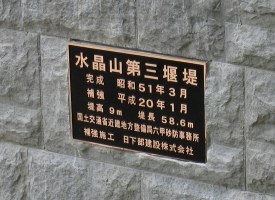 水晶山第三堰堤
完成 昭和51年3月
補強 平成20年1月
堤高 9m 堤長 58.6m
国土交通省近畿地方整備局六甲砂防事務所
補強施工 日下部建設株式会社